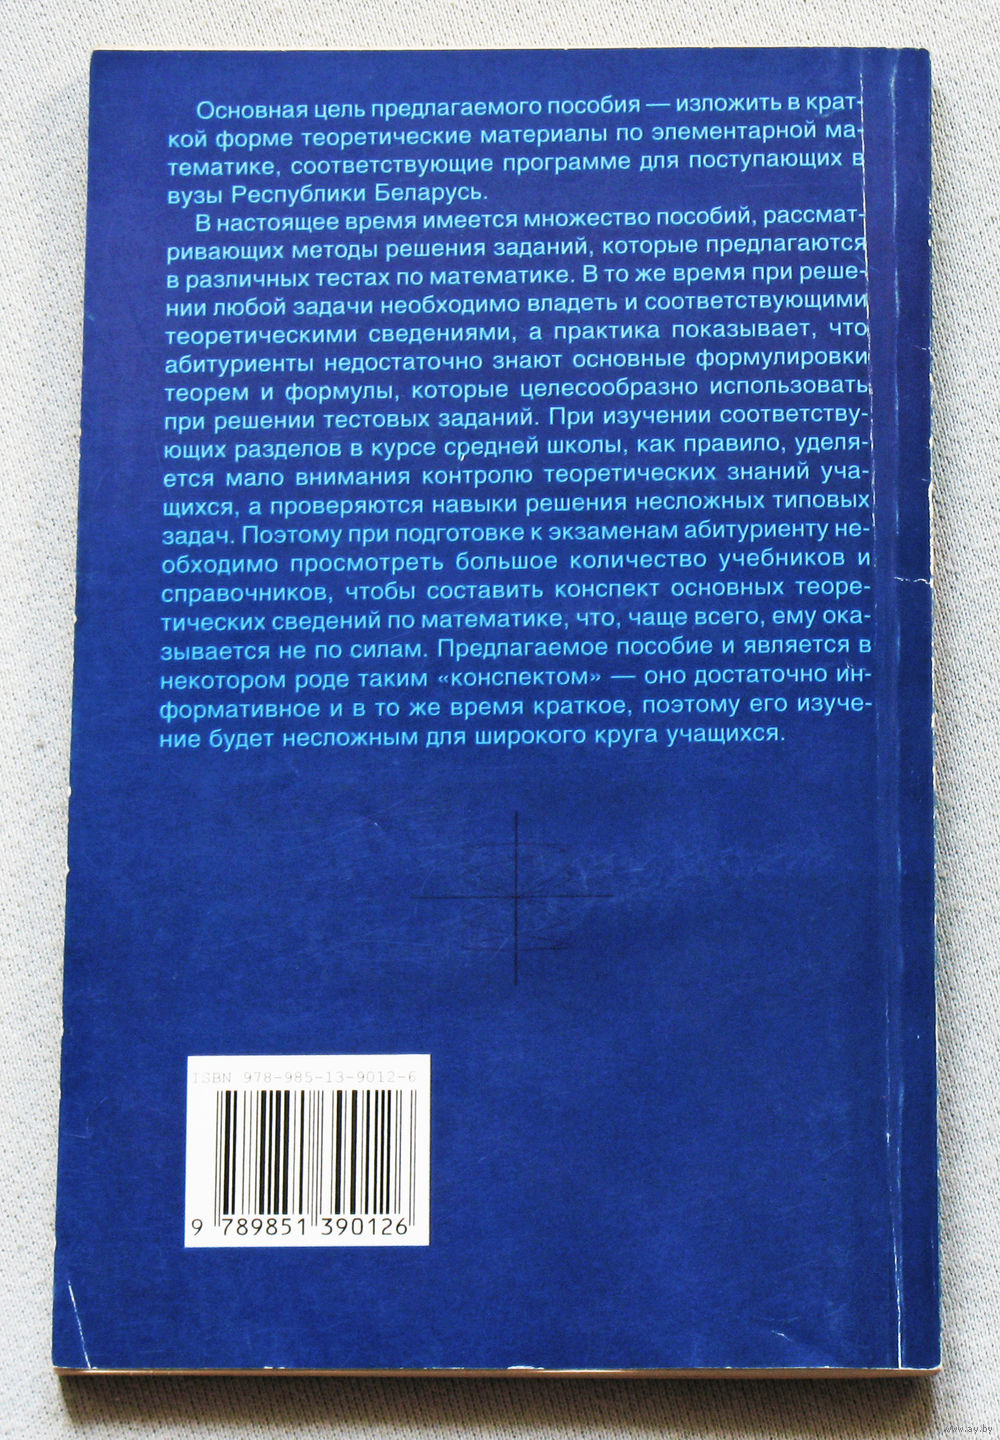 Основная цель предлагаемого пособия — изложить в крат-
кой форме теоретические материалы по элементарной ма-
тематике, соответствующие программе для поступающих в
вузы Республики Беларусь.
В настоящее время имеется множество пособий, рассмат-
ривающих методы решения заданий, которые предлагаются
в различных тестах по математике. В то же время при реше-
нии любой задачи необходимо владеть и соответствующими
теоретическими сведениями, а практика показывает, что
абитуриенты недостаточно знают основные формулировки
теорем и формулы, которые целесообразно использовать
при решении тестовых заданий. При изучении соответству-
ющих разделов в курсе средней школы, как правило, уделя-
ется мало внимания контролю теоретических знаний уча-
щихся, а проверяются навыки решения несложных типовых
задач. Поэтому при подготовке к экзаменам абитуриенту не-
обходимо просмотреть большое количество учебников и
справочников, чтобы составить конспект основных теоре-
тических сведений по математике, что, чаще всего, ему ока-
зывается не по силам. Предлагаемое пособие и является в
некотором роде таким «конспектом» — оно достаточно ин-
формативное и в то же время краткое, поэтому его изуче-
ние будет несложным для широкого круга учащихся.
ISBN 978-985-13-9012-6
9 789851 390126
www.ay.by